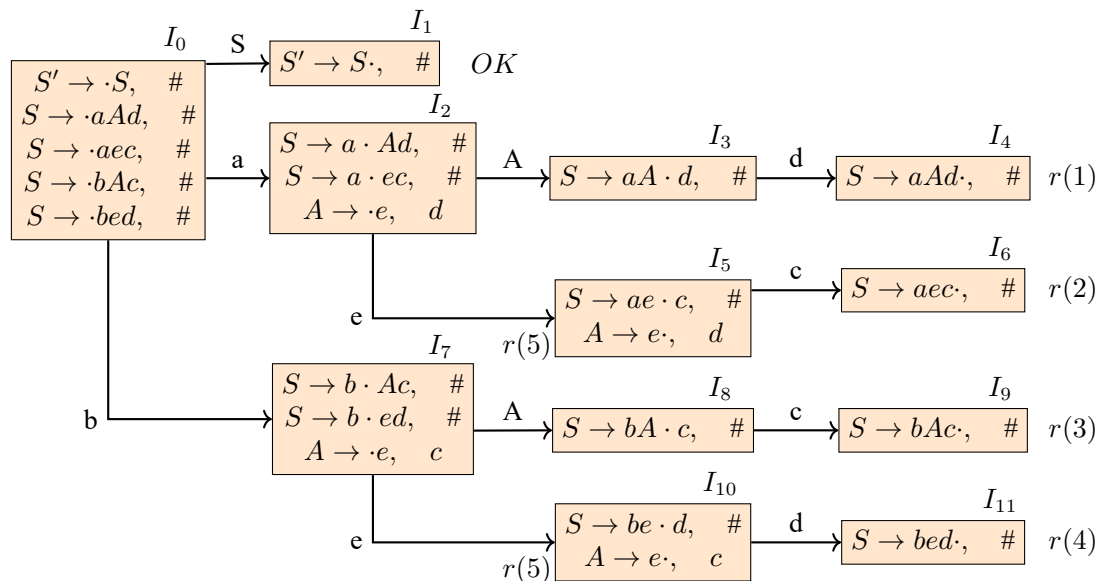 I₀
S' → ·S, #
S → ·aAd, #
S → ·aec, #
S → ·bAc, #
S → ·bed, #
S
I₁
S' → S·, #
OK
a
I₂
S → a · Ad, #
S → a · ec, #
A → ·e, d
A
I₃
S → aA · d, #
d
I₄
S → aAd·, #
r(1)
e
I₅
S → ae · c, #
A → e·, d
r(5)
c
I₆
S → aec·, #
r(2)
b
I₇
S → b · Ac, #
S → b · ed, #
A → ·e, c
A
I₈
S → bA · c, #
c
I₉
S → bAc·, #
r(3)
e
I₁₀
S → be · d, #
A → e·, c
r(5)
d
I₁₁
S → bed·, #
r(4)